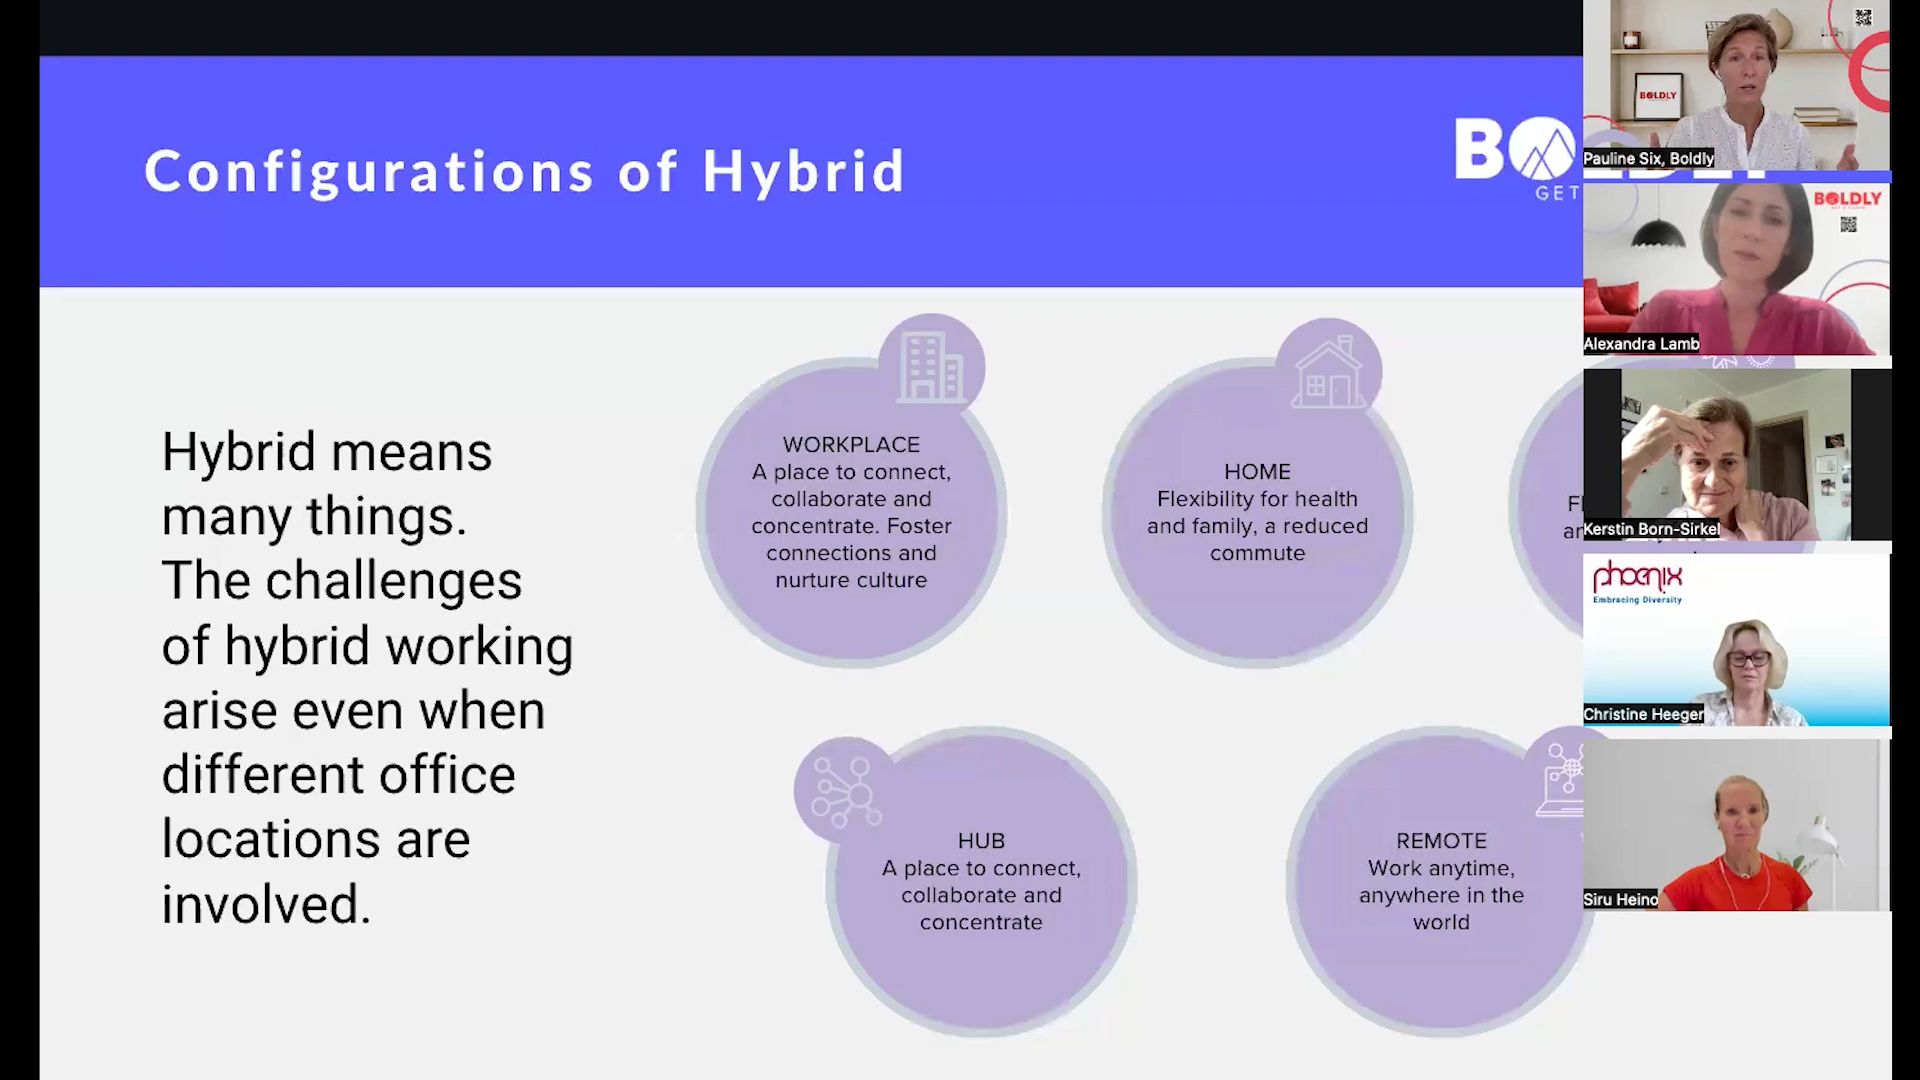 Configurations of Hybrid
BO
GET
Hybrid means
many things.
The challenges
of hybrid working
arise even when
different office
locations are
involved.
WORKPLACE
A place to connect,
collaborate and
concentrate. Foster
connections and
nurture culture
HOME
Flexibility for health
and family, a reduced
commute
HUB
A place to connect,
collaborate and
concentrate
REMOTE
Work anytime,
anywhere in the
world
BOLDLY
Pauline Six, Boldly
BOLDLY
Alexandra Lamb
Kerstin Born-Sirkel
phoenix
Embracing Diversity
Christine Heeger
Siru Heino